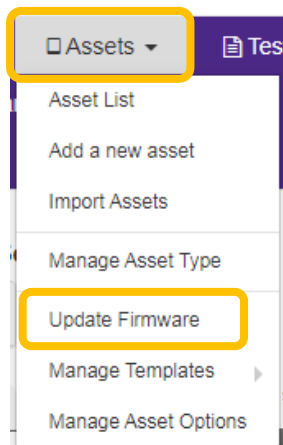 Assets
Tes
Asset List
Add a new asset
Import Assets
Manage Asset Type
Update Firmware
Manage Templates
Manage Asset Options